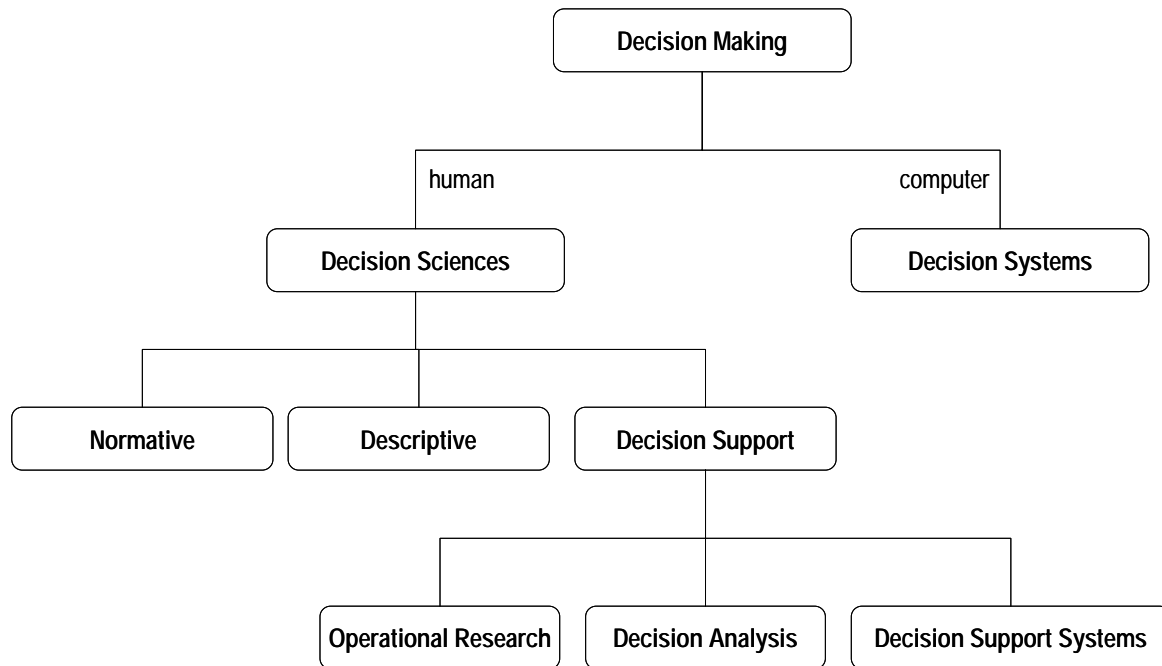 Decision Making
human
computer
Decision Sciences
Decision Systems
Normative
Descriptive
Decision Support
Operational Research
Decision Analysis
Decision Support Systems